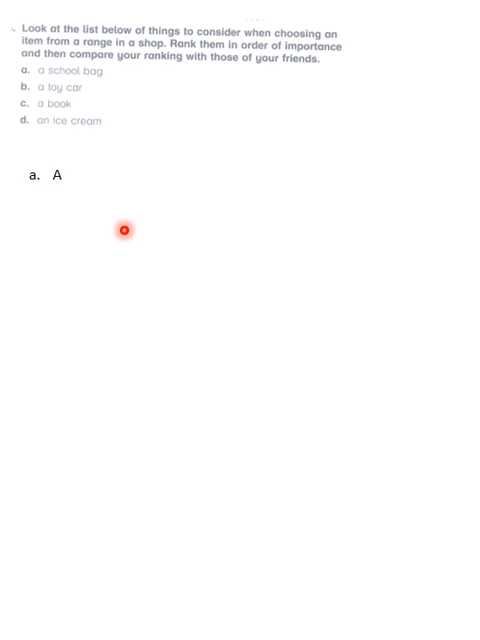 Look at the list below of things to consider when choosing an
item from a range in a shop. Rank them in order of importance
and then compare your ranking with those of your friends.
a. a school bag
b. a toy car
c. a book
d. an ice cream
a. A